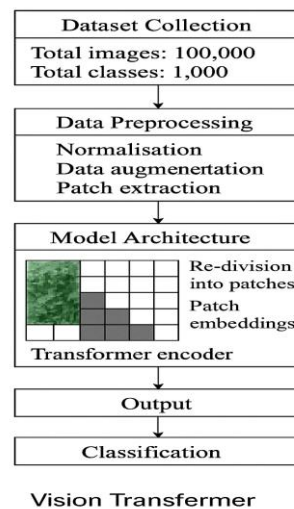 Dataset Collection
Total images: 100,000
Total classes: 1,000
Data Preprocessing
Normalisation
Data augmenertation
Patch extraction
Model Architecture
Re-division
into patches
Patch
embeddings
Transformer encoder
Output
Classification
Vision Transfermer